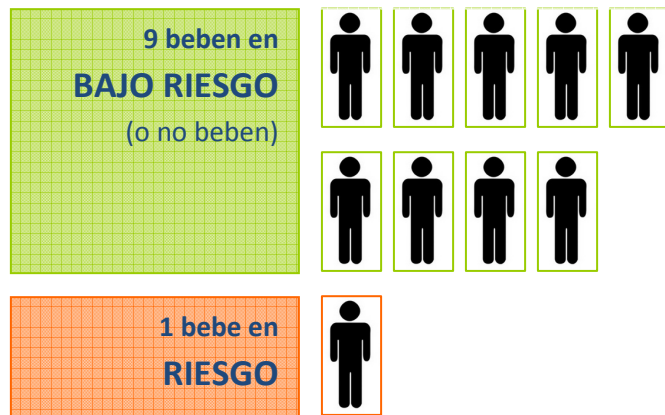 9 beben en
BAJO RIESGO
(o no beben)
1 bebe en
RIESGO